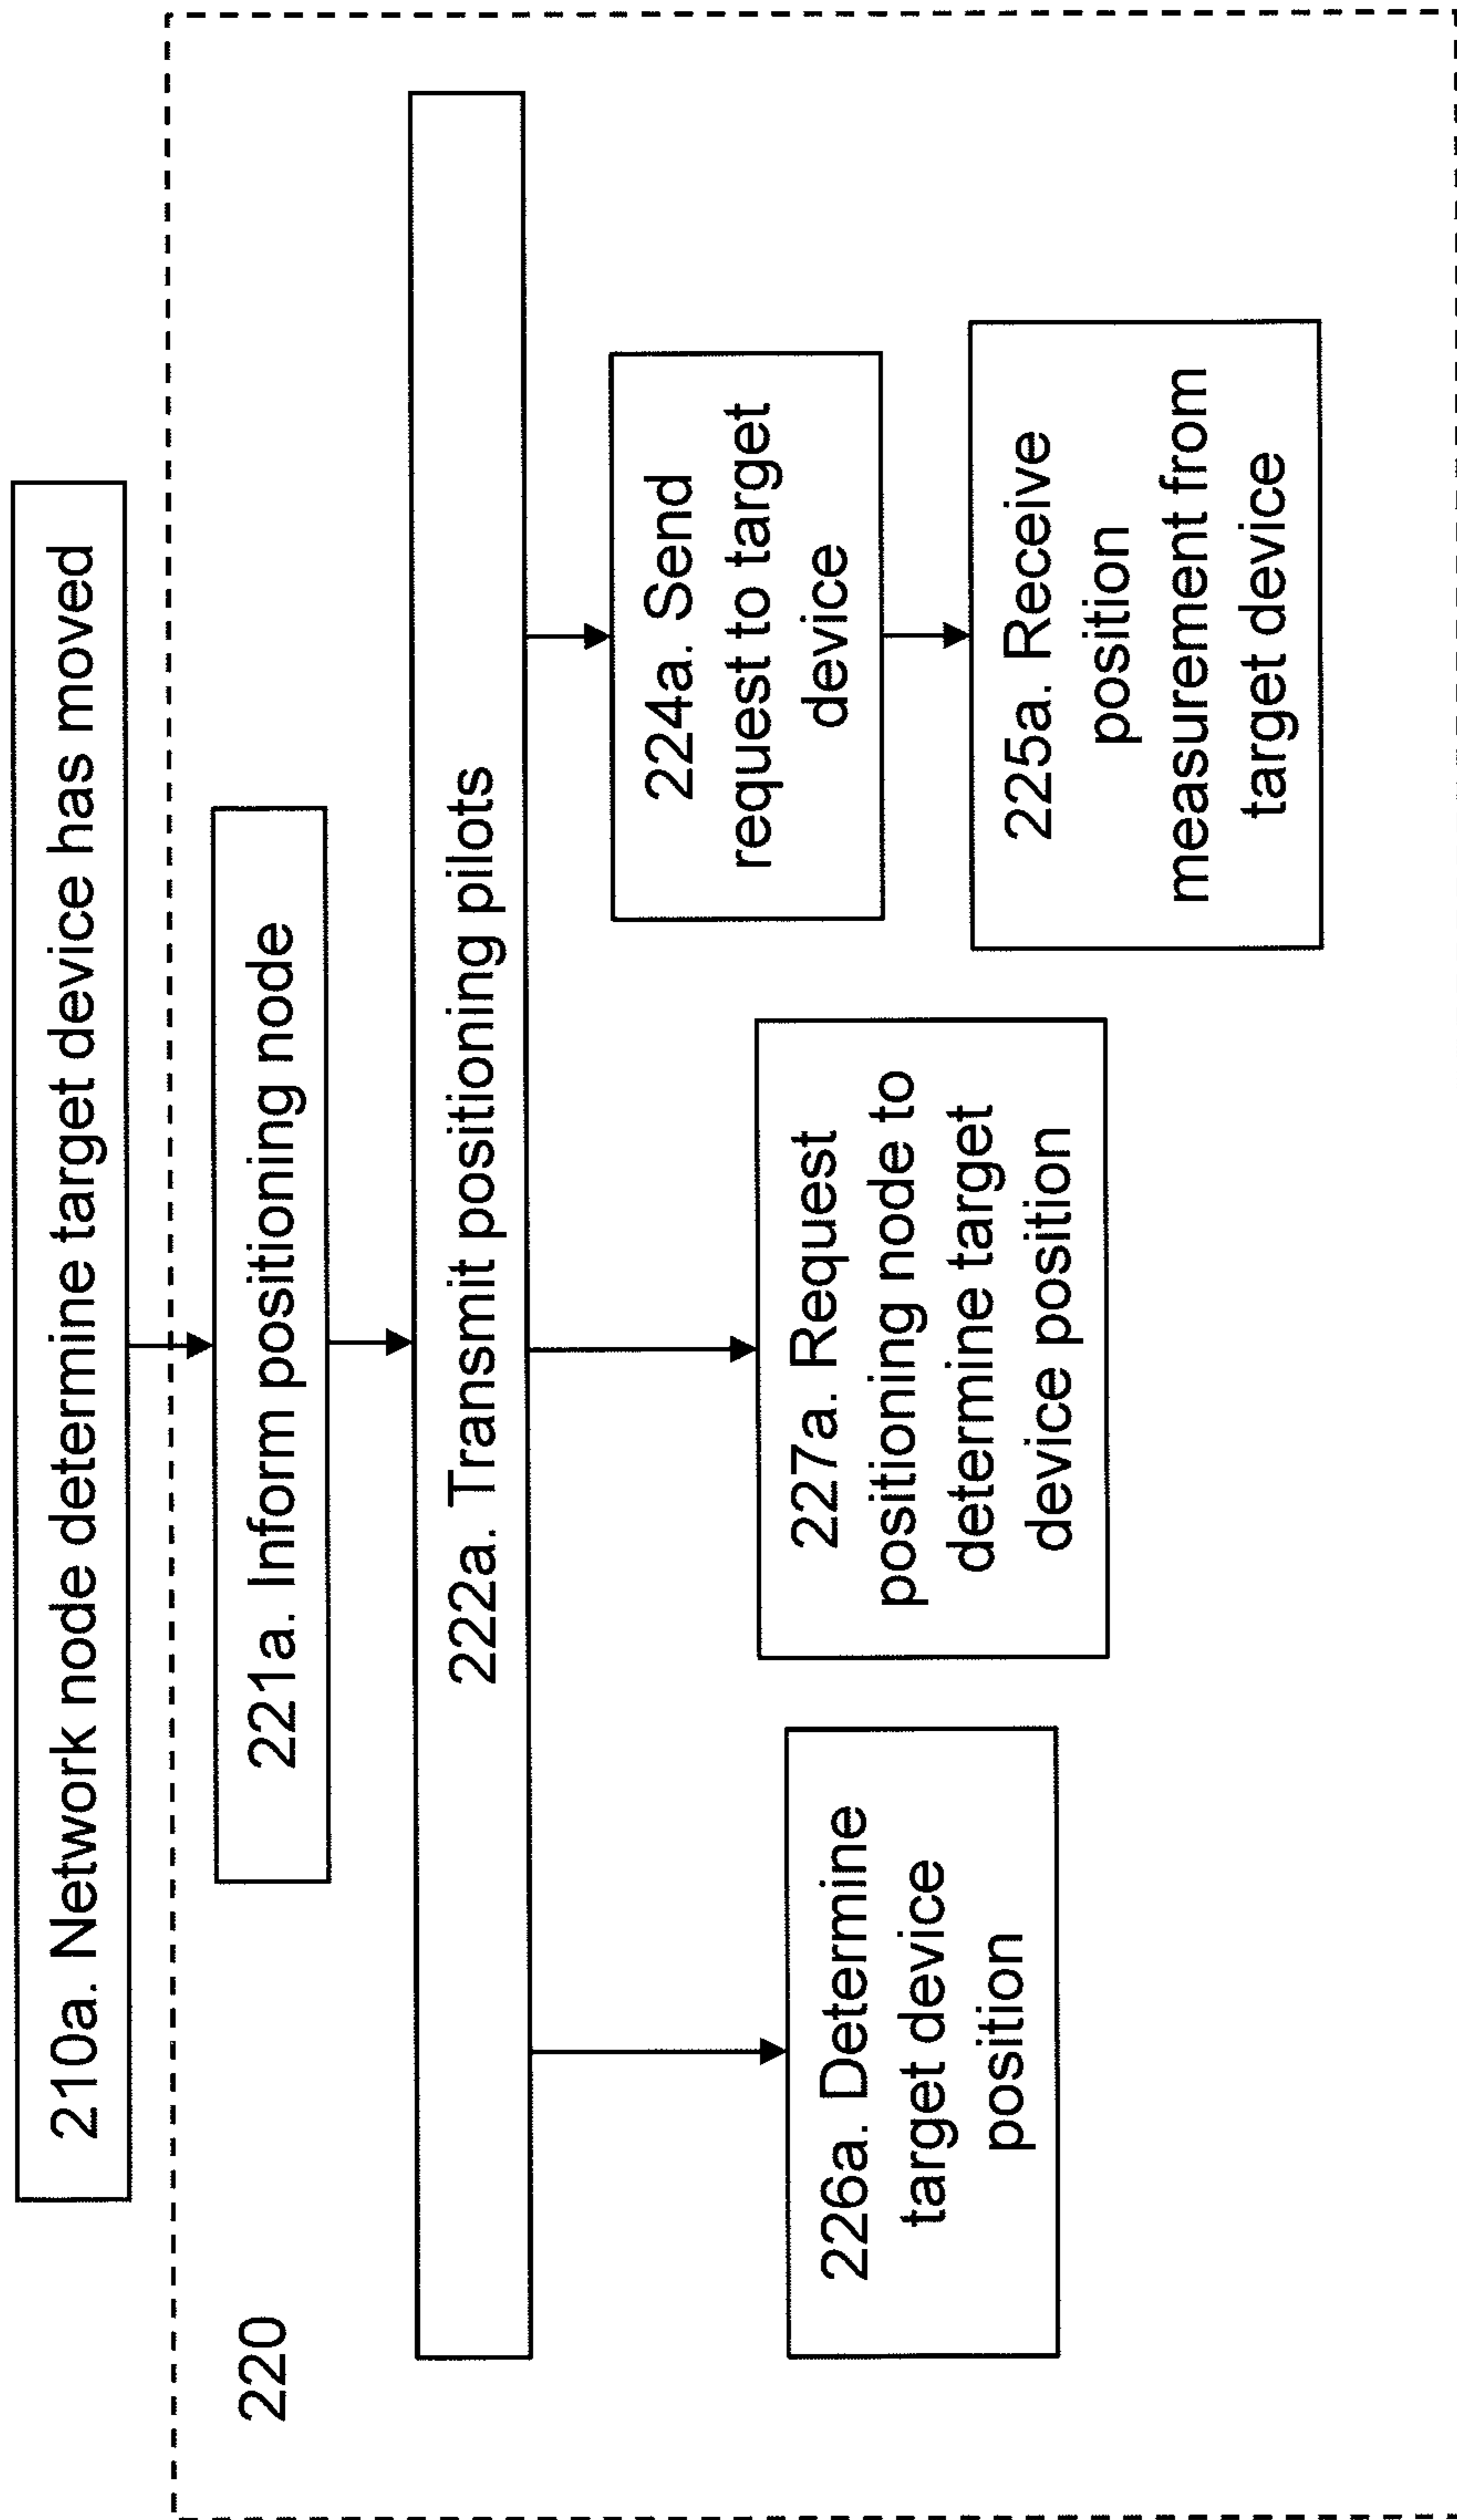 210a. Network node determine target device has moved
220
221a. Inform positioning node
222a. Transmit positioning pilots
226a. Determine
target device
position
227a. Request
positioning node to
determine target
device position
224a. Send
request to target
device
225a. Receive
position
measurement from
target device